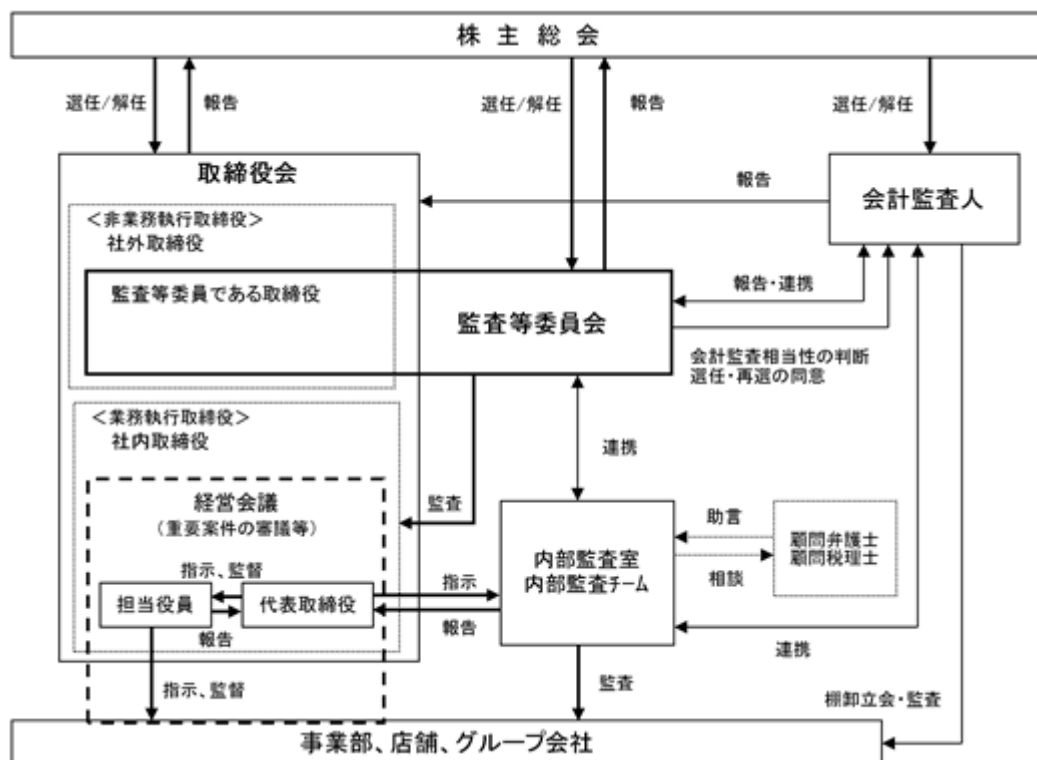 株主総会
選任/解任
報告
選任/解任
報告
選任/解任
取締役会
会計監査人
報告
<非業務執行取締役>
社外取締役
監査等委員である取締役
監査等委員会
報告・連携
会計監査相当性の判断
選任・再選の同意
<業務執行取締役>
社内取締役
連携
監査
経営会議
(重要案件の審議等)
指示、監督
担当役員
代表取締役
報告
指示
報告
内部監査室
内部監査チーム
助言
相談
顧問弁護士
顧問税理士
連携
指示、監督
監査
棚卸立会・監査
事業部、店舗、グループ会社